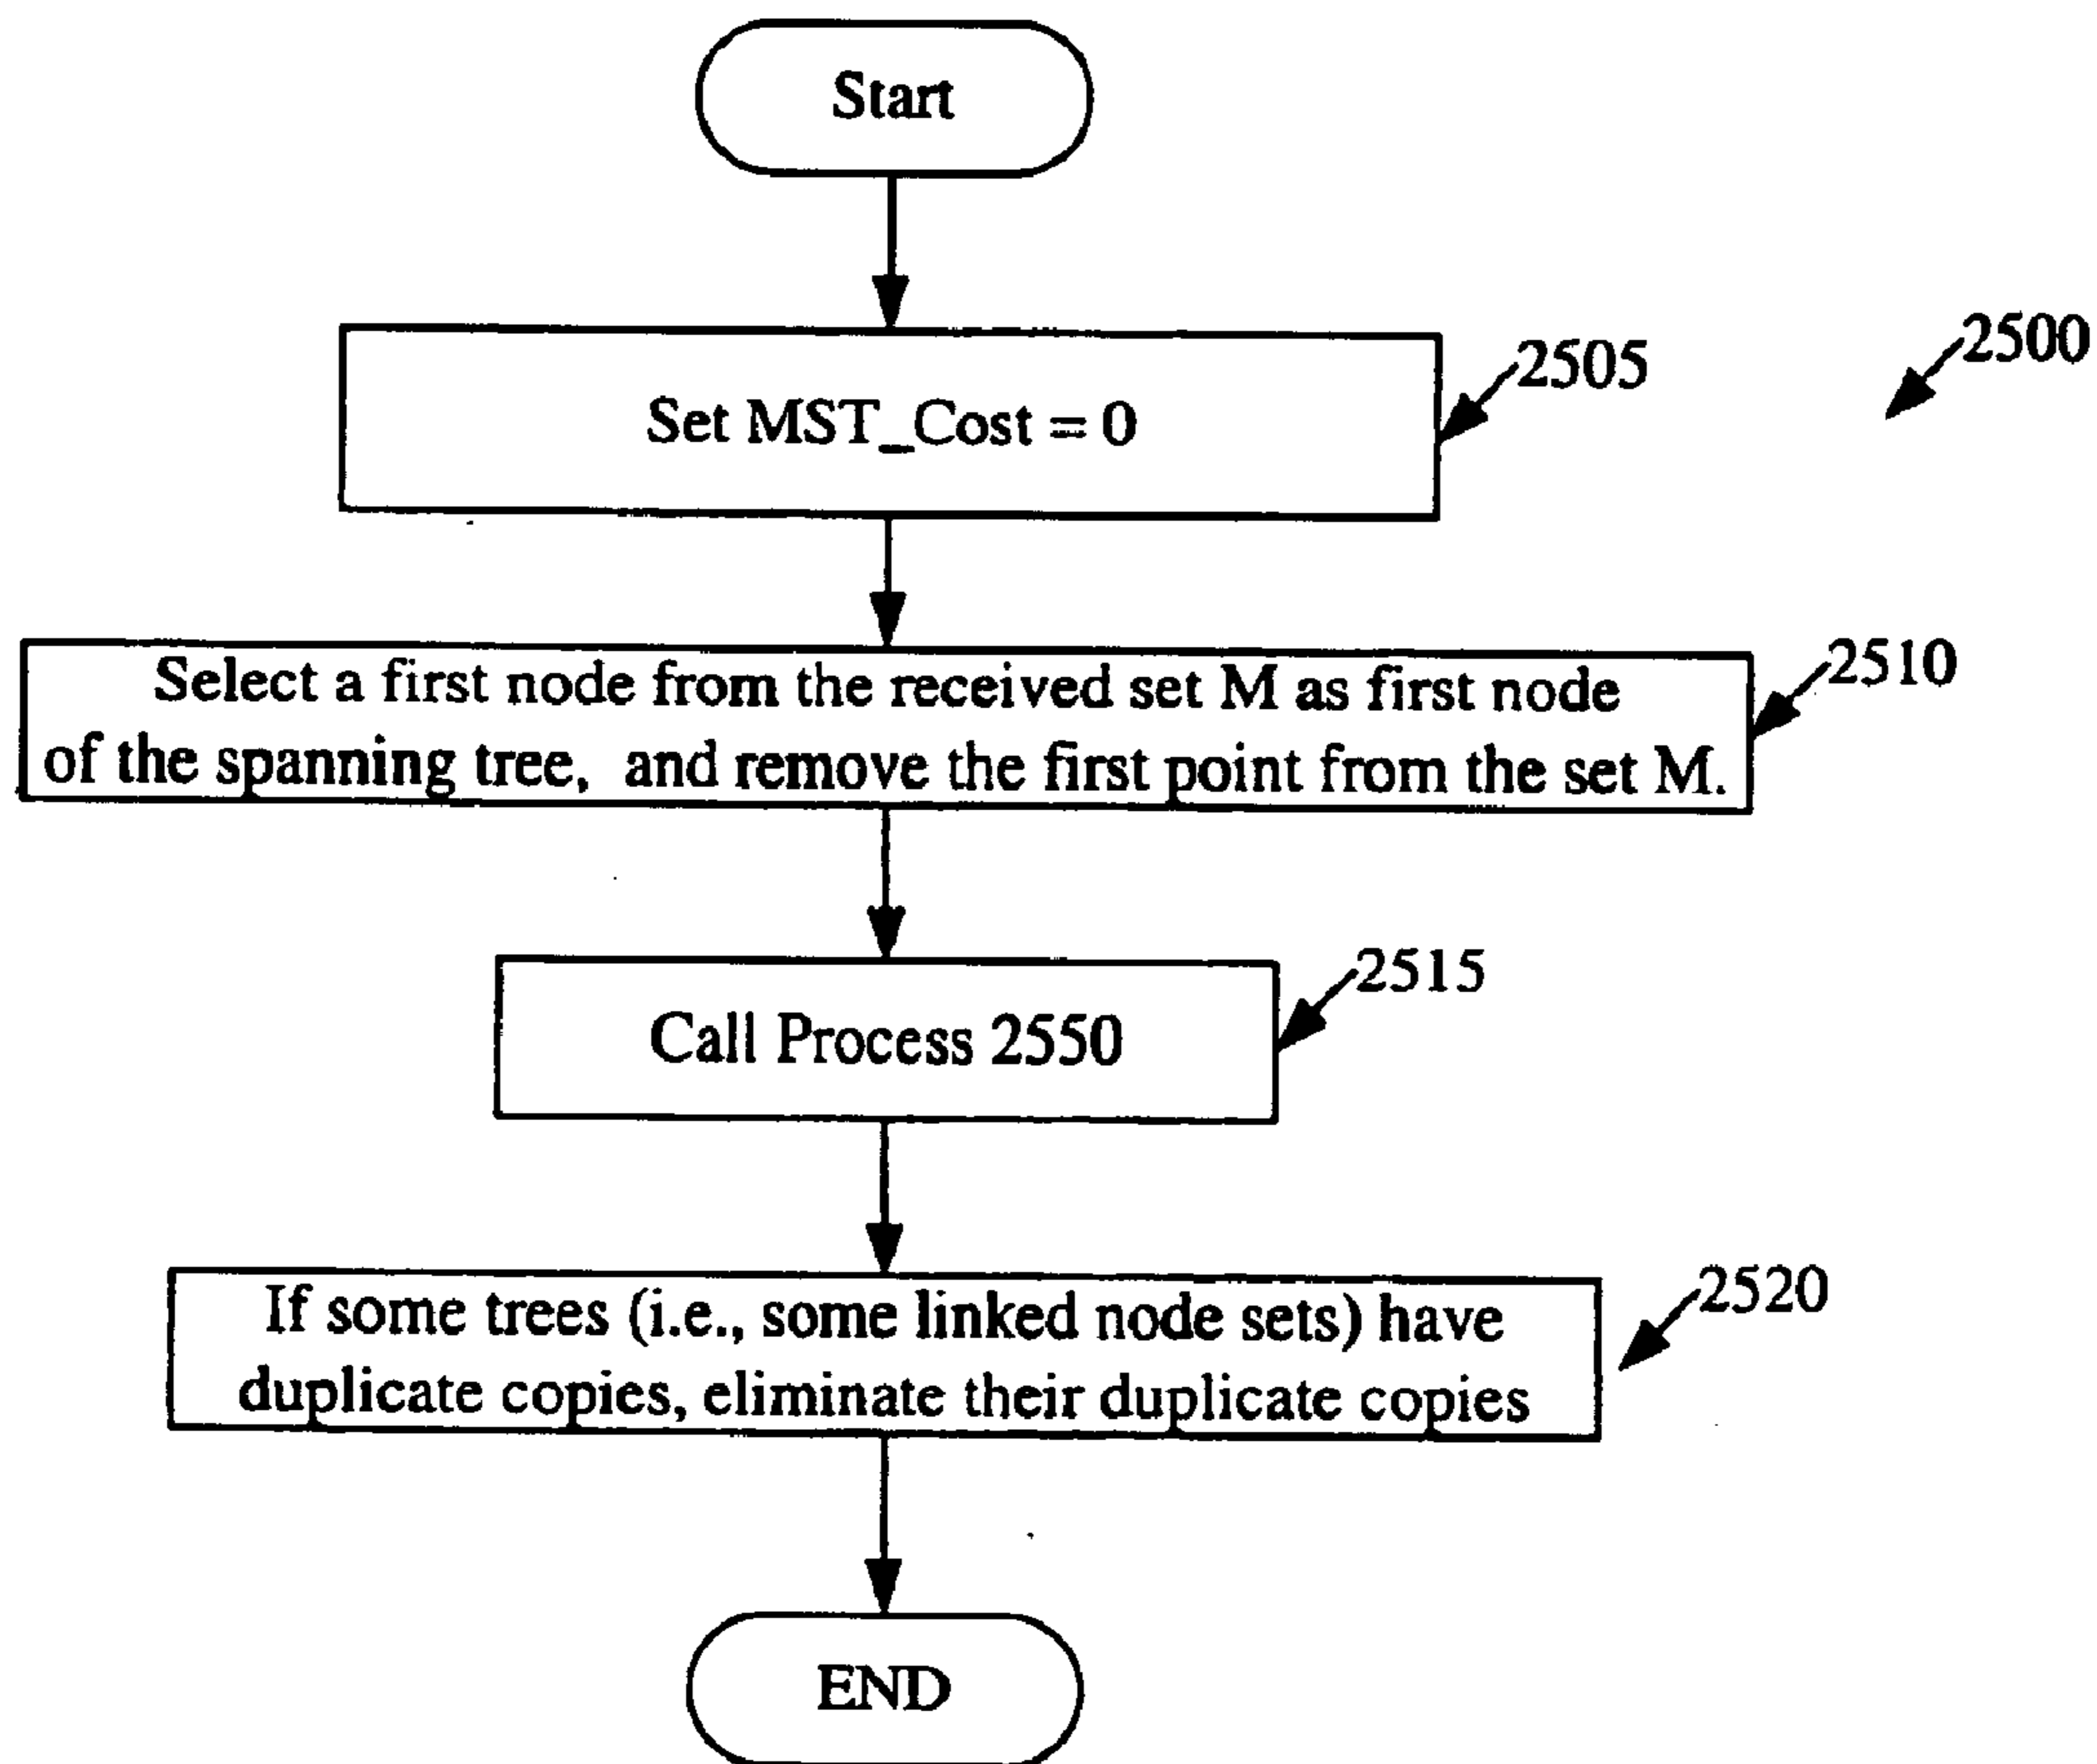 Start
2500
2505
Set MST_Cost = 0
2510
Select a first node from the received set M as first node
of the spanning tree, and remove the first point from the set M.
2515
Call Process 2550
2520
If some trees (i.e., some linked node sets) have
duplicate copies, eliminate their duplicate copies
END